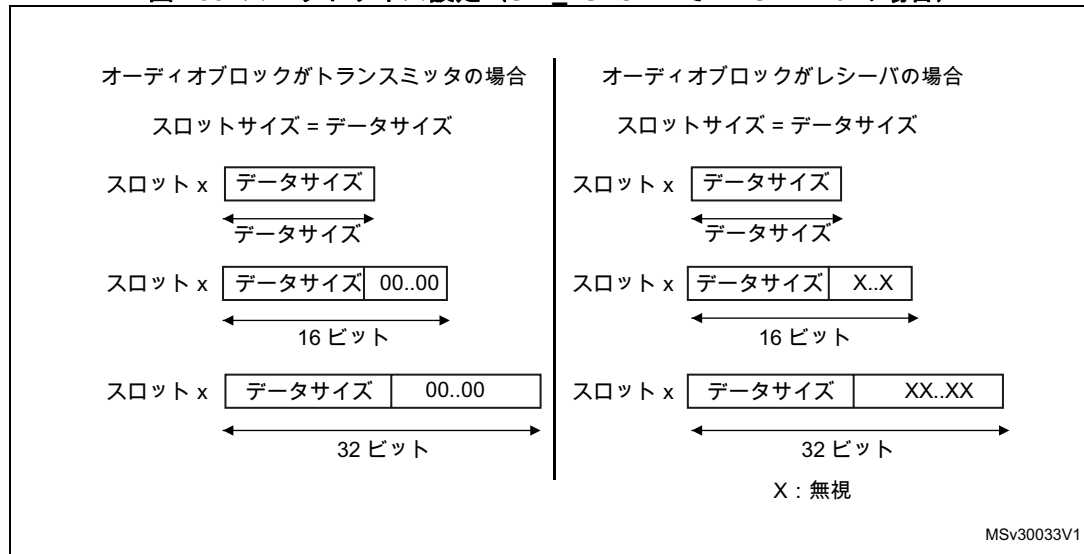 オーディオブロックがトランスミッタの場合
スロットサイズ = データサイズ
スロット x データサイズ
データサイズ
スロット x データサイズ 00..00
16 ビット
スロット x データサイズ 00..00
32 ビット
オーディオブロックがレシーバの場合
スロットサイズ = データサイズ
スロット x データサイズ
データサイズ
スロット x データサイズ X..X
16 ビット
スロット x データサイズ XX..XX
32 ビット
X：無視
MSv30033V1